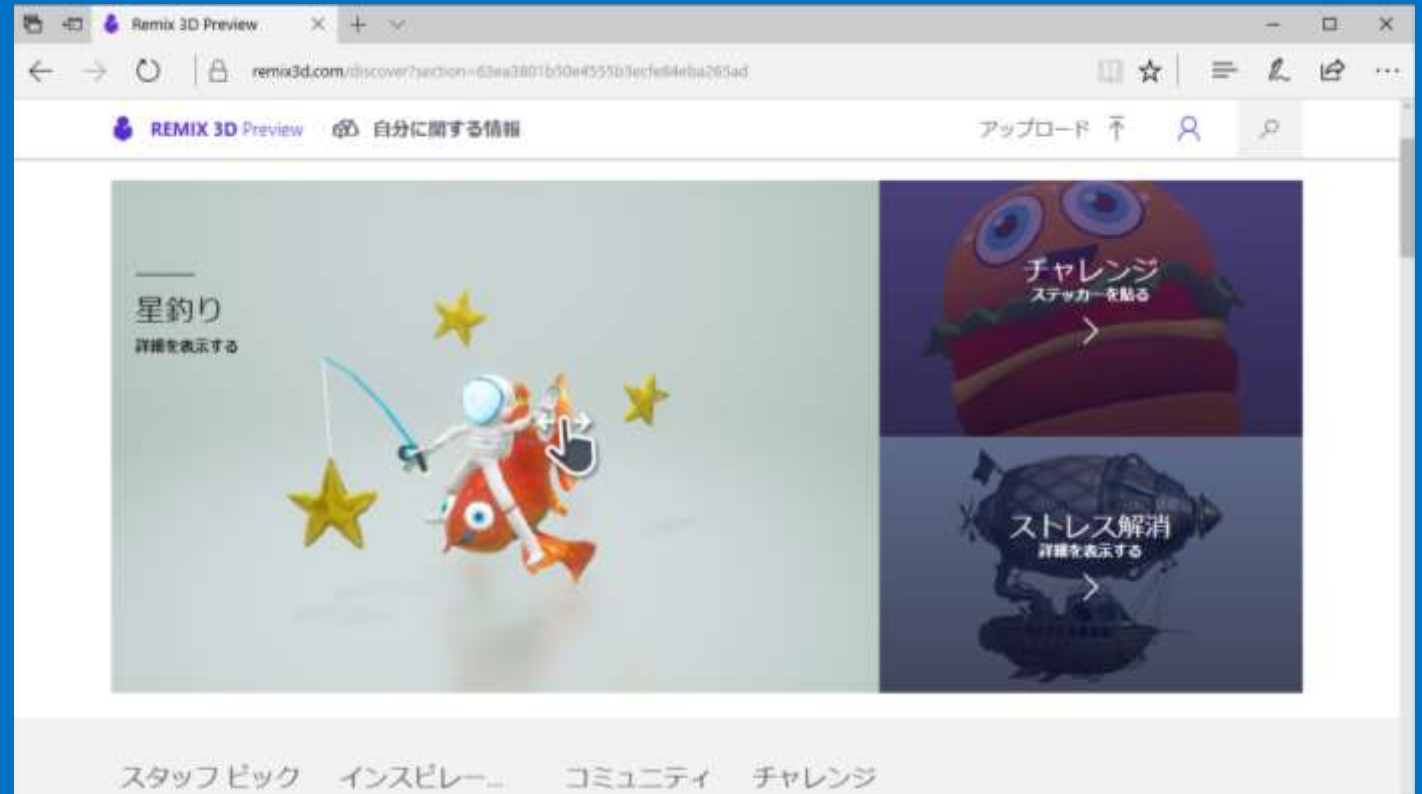 Remix 3D Preview
remix3d.com/discover?section=63ea3801b50e4555b3ecfe84eba265ad
REMIX 3D Preview 自分に関する情報 アップロード
星釣り
詳細を表示する
チャレンジ
ステッカーを貼る
ストレス解消
詳細を表示する
スタッフ ピック インスピレー... コミュニティ チャレンジ